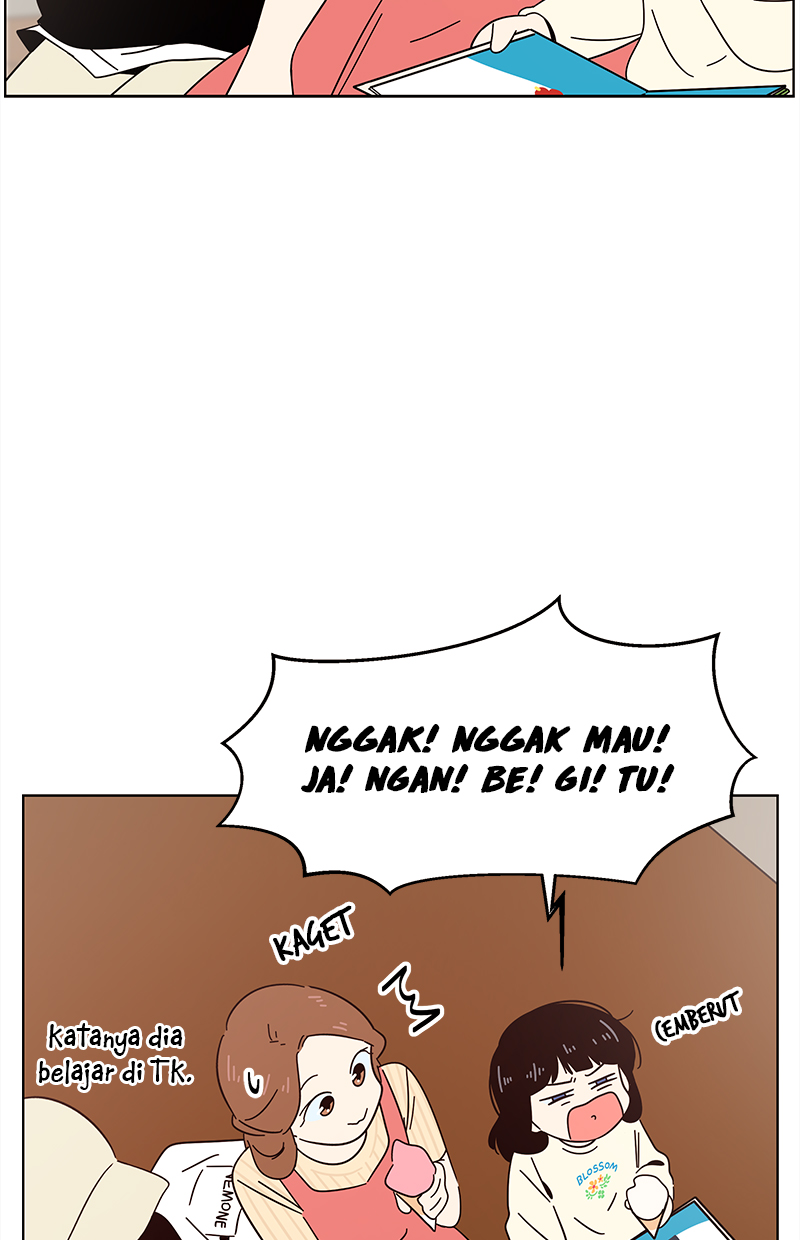 NGGAK! NGGAK MAU!
JA! NGAN! BE! GI! TU!
KAGET
CEMBERUT
Katanya dia
belajar di TK.
BLOSSOM